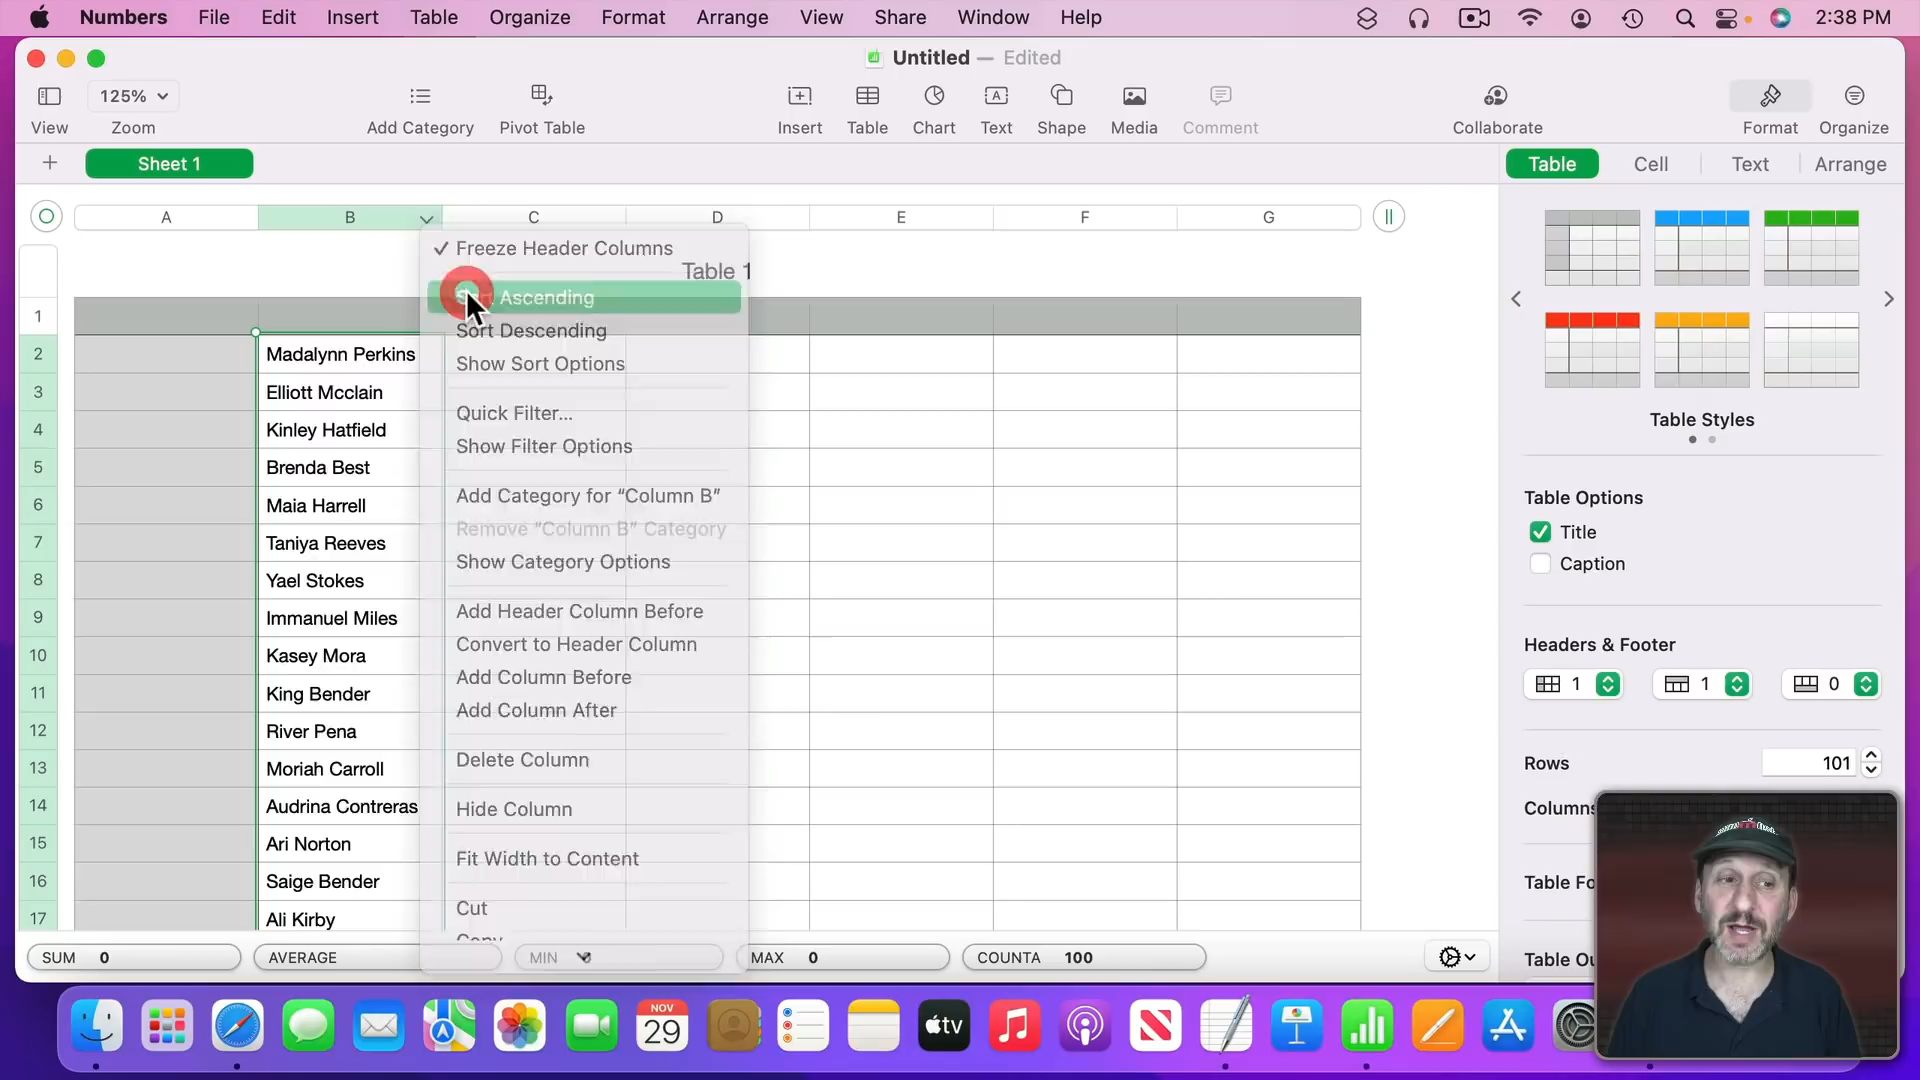 Numbers File Edit Insert Table Organize Format Arrange View Share Window Help 2:38 PM
Untitled — Edited
125%
View Zoom Add Category Pivot Table Insert Table Chart Text Shape Media Comment Collaborate Format Organize
Sheet 1
Table Cell Text Arrange
A B C D E F G
Freeze Header Columns
Table 1
Ascending
Sort Descending
Show Sort Options
Quick Filter...
Show Filter Options
Add Category for “Column B”
Remove “Column B” Category
Show Category Options
Add Header Column Before
Convert to Header Column
Add Column Before
Add Column After
Delete Column
Hide Column
Fit Width to Content
Cut
Copy
1
2 Madalynn Perkins
3 Elliott Mcclain
4 Kinley Hatfield
5 Brenda Best
6 Maia Harrell
7 Taniya Reeves
8 Yael Stokes
9 Immanuel Miles
10 Kasey Mora
11 King Bender
12 River Pena
13 Moriah Carroll
14 Audrina Contreras
15 Ari Norton
16 Saige Bender
17 Ali Kirby
Table Styles
Table Options
Title
Caption
Headers & Footer
1 1 0
Rows 101
Columns
Table Fo
Table Ou
SUM 0 AVERAGE MIN MAX 0 COUNTA 100
NOV
29
tv